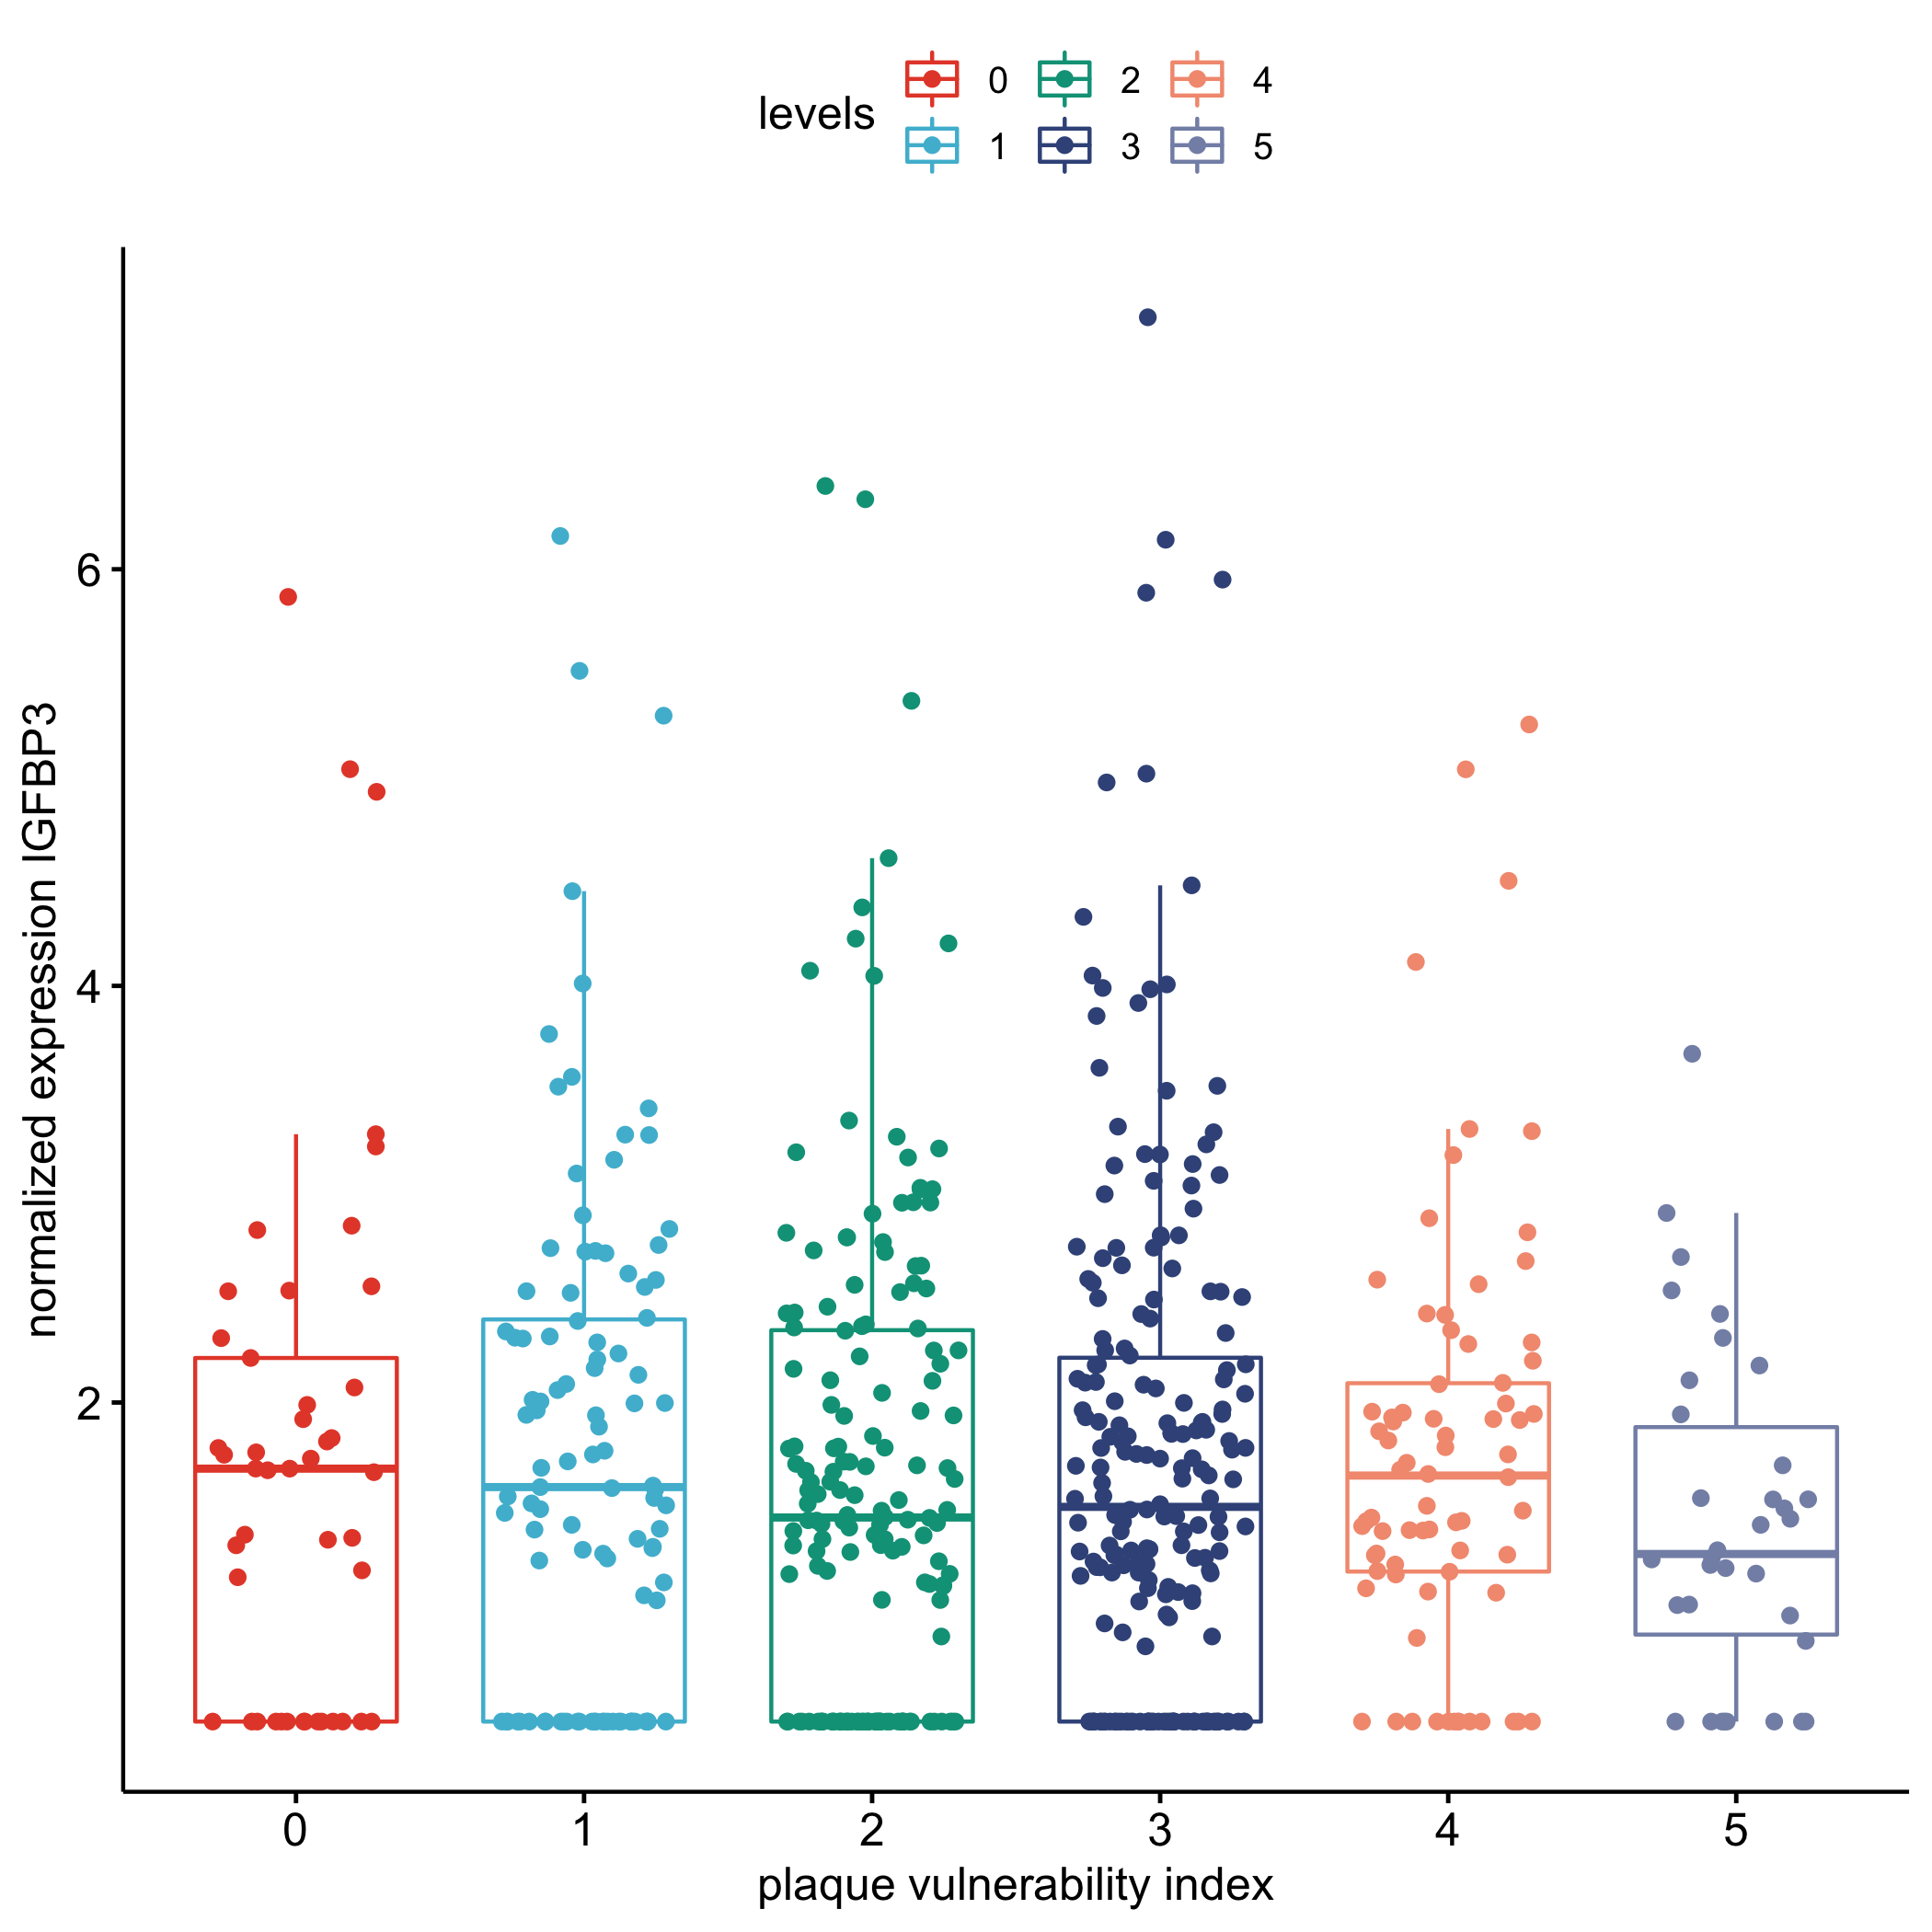 levels
0 2 4
1 3 5
normalized expression IGFBP3
6
4
2
0 1 2 3 4 5
plaque vulnerability index